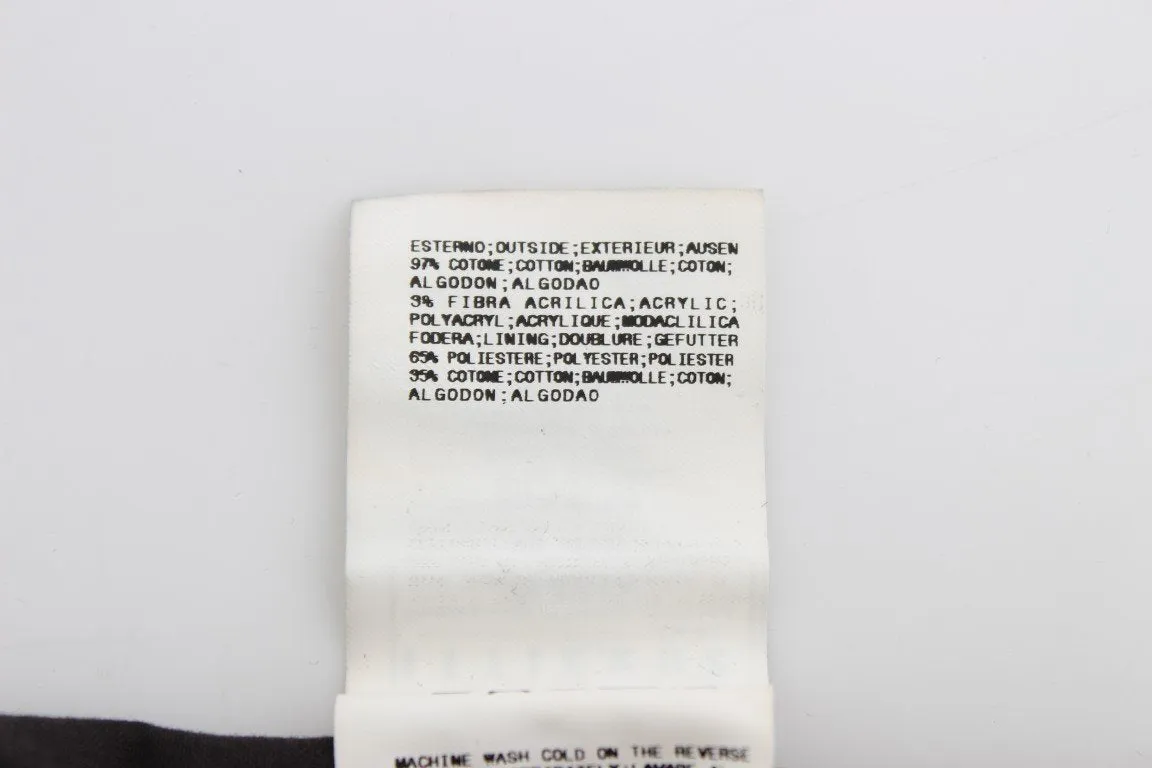 ESTERNO;OUTSIDE;EXTERIEUR;AUSEN
97% COTONE;COTTON;BAUMWOLLE;COTON;
ALGODON;ALGODAO
3% FIBRA ACRILICA;ACRYLIC;
POLYACRYL;ACRYLIQUE;MODACLILICA
FODERA;LINING;DOUBLURE;GEFUTTER
65% POLIESTERE;POLYESTER;POLIESTER
35% COTONE;COTTON;BAUMWOLLE;COTON;
ALGODON;ALGODAO
MACHINE WASH COLD ON THE REVERSE